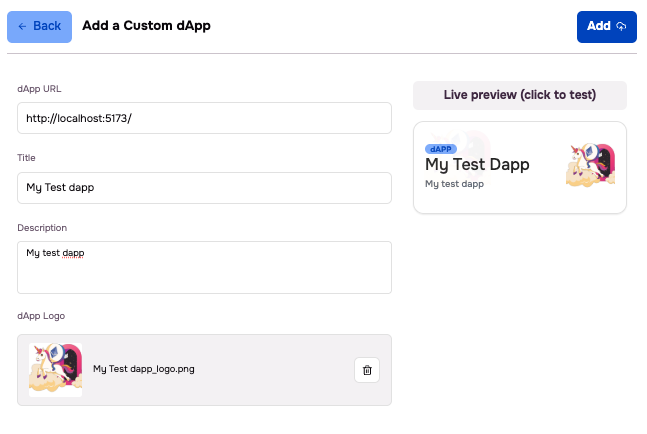 ← Back
Add a Custom dApp
Add
dApp URL
http://localhost:5173/
Title
My Test dapp
Description
My test dapp
dApp Logo
My Test dapp_logo.png
Live preview (click to test)
dAPP
My Test Dapp
My test dapp